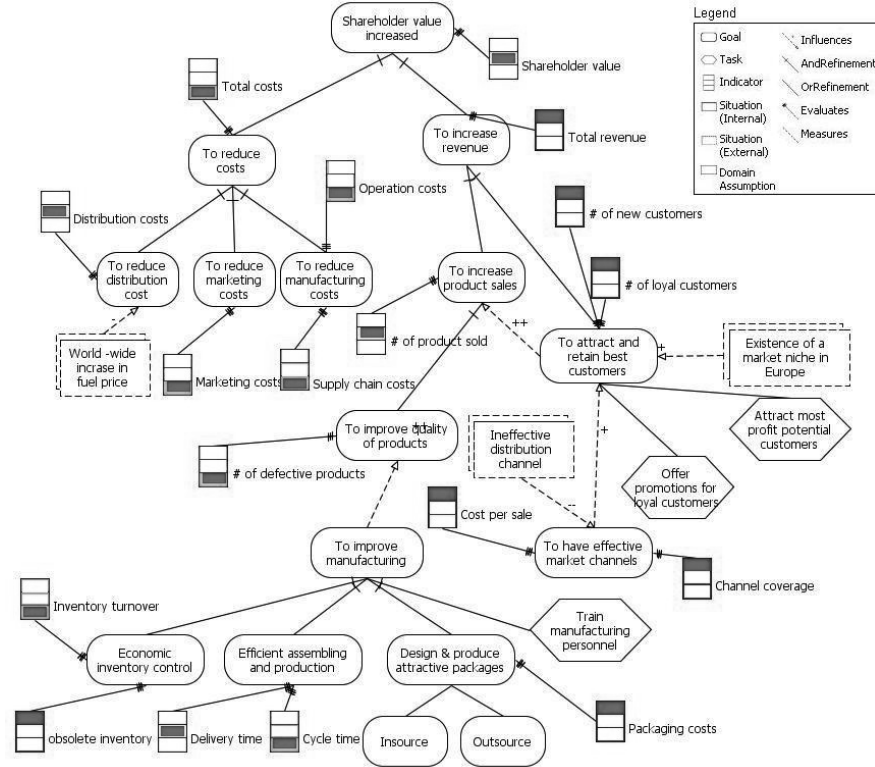 Shareholder value
increased
Shareholder value
Total costs
Total revenue
To reduce
costs
To increase
revenue
Operation costs
Distribution costs
# of new customers
# of loyal customers
To reduce
distribution
cost
To reduce
marketing
costs
To reduce
manufacturing
costs
To increase
product sales
++
-
World -wide
incrase in
fuel price
Marketing costs
Supply chain costs
# of product sold
To attract and
retain best
customers
+
Existence of a
market niche in
Europe
Attract most
profit potential
customers
Offer
promotions for
loyal customers
To improve quality
of products
++
# of defective products
Ineffective
distribution
channel
+
--
Cost per sale
To have effective
market channels
Channel coverage
To improve
manufacturing
Inventory turnover
Train
manufacturing
personnel
Economic
inventory control
Efficient assembling
and production
Design & produce
attractive packages
obsolete inventory
Delivery time
Cycle time
Insource
Outsource
Packaging costs
Legend
Goal
Task
Indicator
Situation
(Internal)
Situation
(External)
Domain
Assumption
Influences
AndRefinement
OrRefinement
Evaluates
Measures